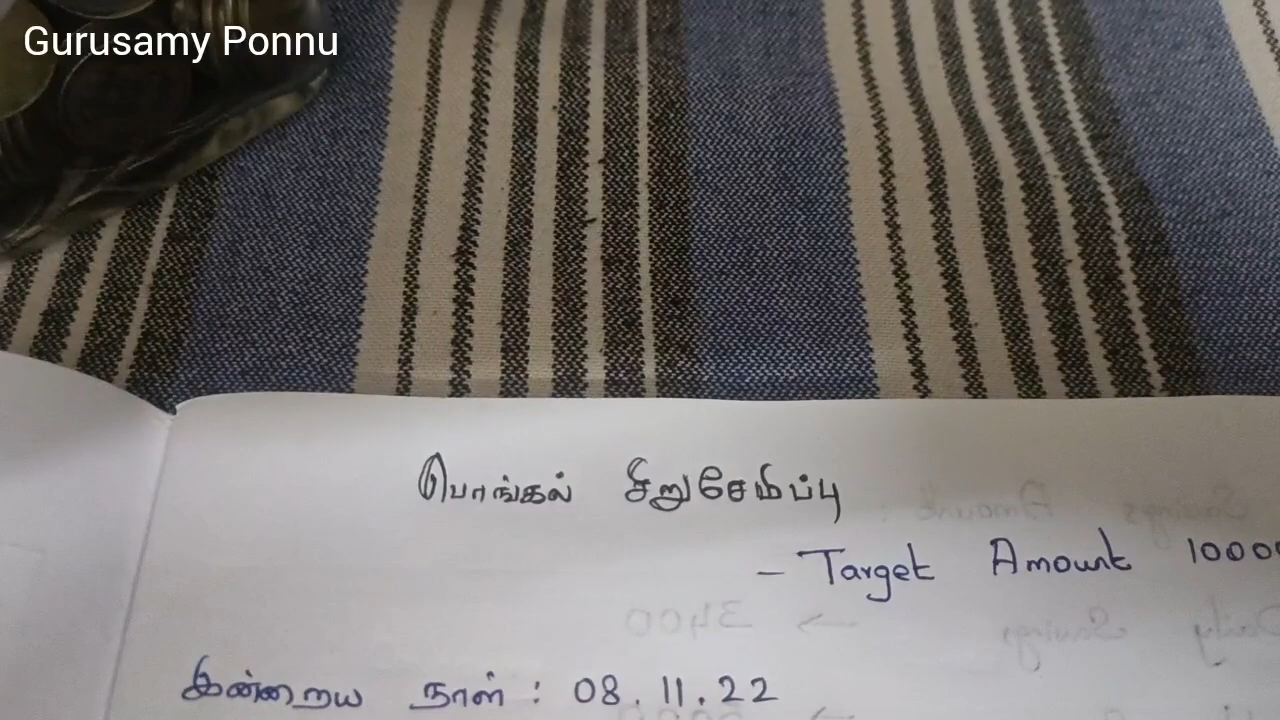 Gurusamy Ponnu
பொங்கல் சிறுசேமிப்பு
- Target Amount 1000
இன்றைய நாள் : 08.11.22